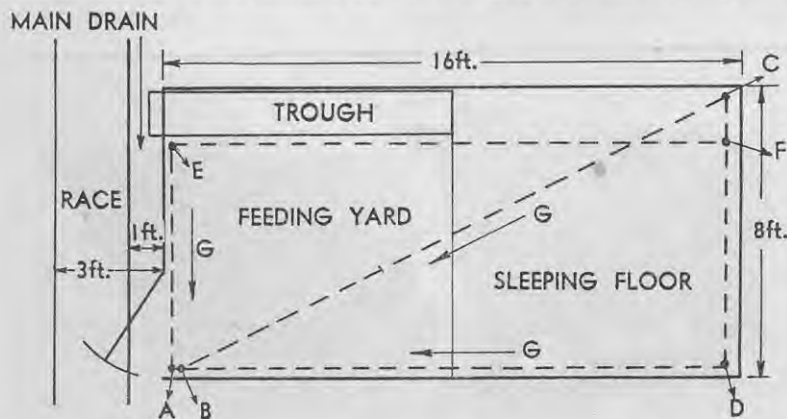 MAIN DRAIN
16ft.
C
TROUGH
E
F
RACE
1ft.
FEEDING YARD
G
G
8ft.
3ft.
SLEEPING FLOOR
G
A
B
D